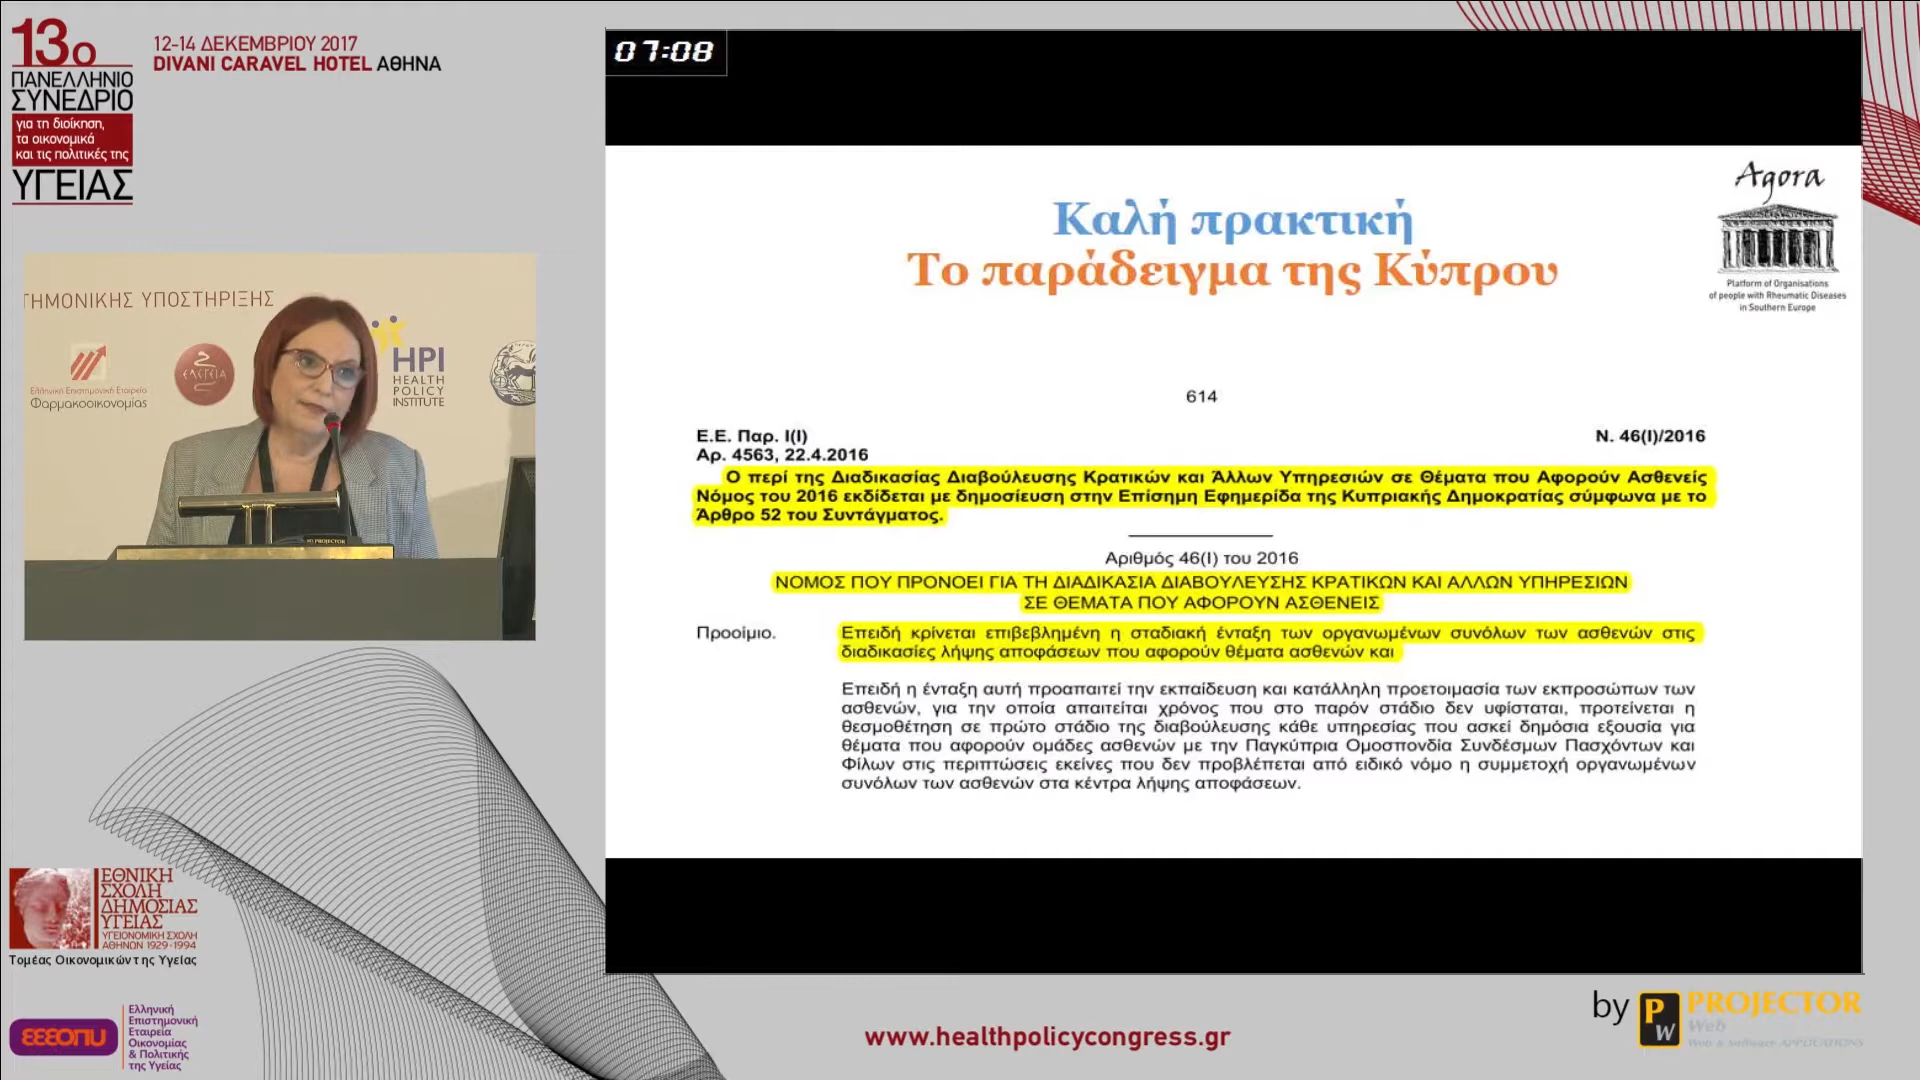 13ο
ΠΑΝΕΛΛΗΝΙΟ
ΣΥΝΕΔΡΙΟ
για τη διοίκηση,
τα οικονομικά
και τις πολιτικές της
ΥΓΕΙΑΣ
12-14 ΔΕΚΕΜΒΡΙΟΥ 2017
DIVANI CARAVEL HOTEL ΑΘΗΝΑ
07:08
ΤΗΜΟΝΙΚΗΣ ΥΠΟΣΤΗΡΙΞΗΣ
Ελληνική Επιστημονική Εταιρεία
Φαρμακοοικονομίας
HPI
HEALTH
POLICY
INSTITUTE
PROJECTOR
Καλή πρακτική
Το παράδειγμα της Κύπρου
Agora
Platform of Organisations
of people with Rheumatic Diseases
in Southern Europe
614
Ε.Ε. Παρ. Ι(Ι)
Ν. 46(Ι)/2016
Αρ. 4563, 22.4.2016
Ο περί της Διαδικασίας Διαβούλευσης Κρατικών και Άλλων Υπηρεσιών σε Θέματα που Αφορούν Ασθενείς
Νόμος του 2016 εκδίδεται με δημοσίευση στην Επίσημη Εφημερίδα της Κυπριακής Δημοκρατίας σύμφωνα με το
Άρθρο 52 του Συντάγματος.
Αριθμός 46(Ι) του 2016
ΝΟΜΟΣ ΠΟΥ ΠΡΟΝΟΕΙ ΓΙΑ ΤΗ ΔΙΑΔΙΚΑΣΙΑ ΔΙΑΒΟΥΛΕΥΣΗΣ ΚΡΑΤΙΚΩΝ ΚΑΙ ΑΛΛΩΝ ΥΠΗΡΕΣΙΩΝ
ΣΕ ΘΕΜΑΤΑ ΠΟΥ ΑΦΟΡΟΥΝ ΑΣΘΕΝΕΙΣ
Προοίμιο.
Επειδή κρίνεται επιβεβλημένη η σταδιακή ένταξη των οργανωμένων συνόλων των ασθενών στις
διαδικασίες λήψης αποφάσεων που αφορούν θέματα ασθενών και
Επειδή η ένταξη αυτή προαπαιτεί την εκπαίδευση και κατάλληλη προετοιμασία των εκπροσώπων των
ασθενών, για την οποία απαιτείται χρόνος που στο παρόν στάδιο δεν υφίσταται, προτείνεται η
θεσμοθέτηση σε πρώτο στάδιο της διαβούλευσης κάθε υπηρεσίας που ασκεί δημόσια εξουσία για
θέματα που αφορούν ομάδες ασθενών με την Παγκύπρια Ομοσπονδία Συνδέσμων Πασχόντων και
Φίλων στις περιπτώσεις εκείνες που δεν προβλέπεται από ειδικό νόμο η συμμετοχή οργανωμένων
συνόλων των ασθενών στα κέντρα λήψης αποφάσεων.
ΕΘΝΙΚΗ
ΣΧΟΛΗ
ΔΗΜΟΣΙΑΣ
ΥΓΕΙΑΣ
ΥΓΕΙΟΝΟΜΙΚΗ ΣΧΟΛΗ
ΑΘΗΝΩΝ 1929-1994
Τομέας Οικονομικών της Υγείας
εεεοπυ
Ελληνική
Επιστημονική
Εταιρεία
Οικονομίας
& Πολιτικής
της Υγείας
www.healthpolicycongress.gr
by PW PROJECTOR
Web
Web & Software APPLICATIONS